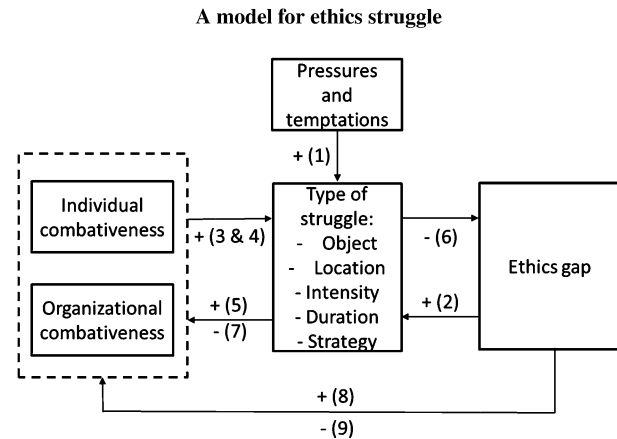 A model for ethics struggle
Pressures
and
temptations
+ (1)
Individual
combativeness
+ (3 & 4)
Type of
struggle:
- Object
- Location
- Intensity
- Duration
- Strategy
- (6)
Ethics gap
Organizational
combativeness
+ (5)
- (7)
+ (2)
+ (8)
- (9)